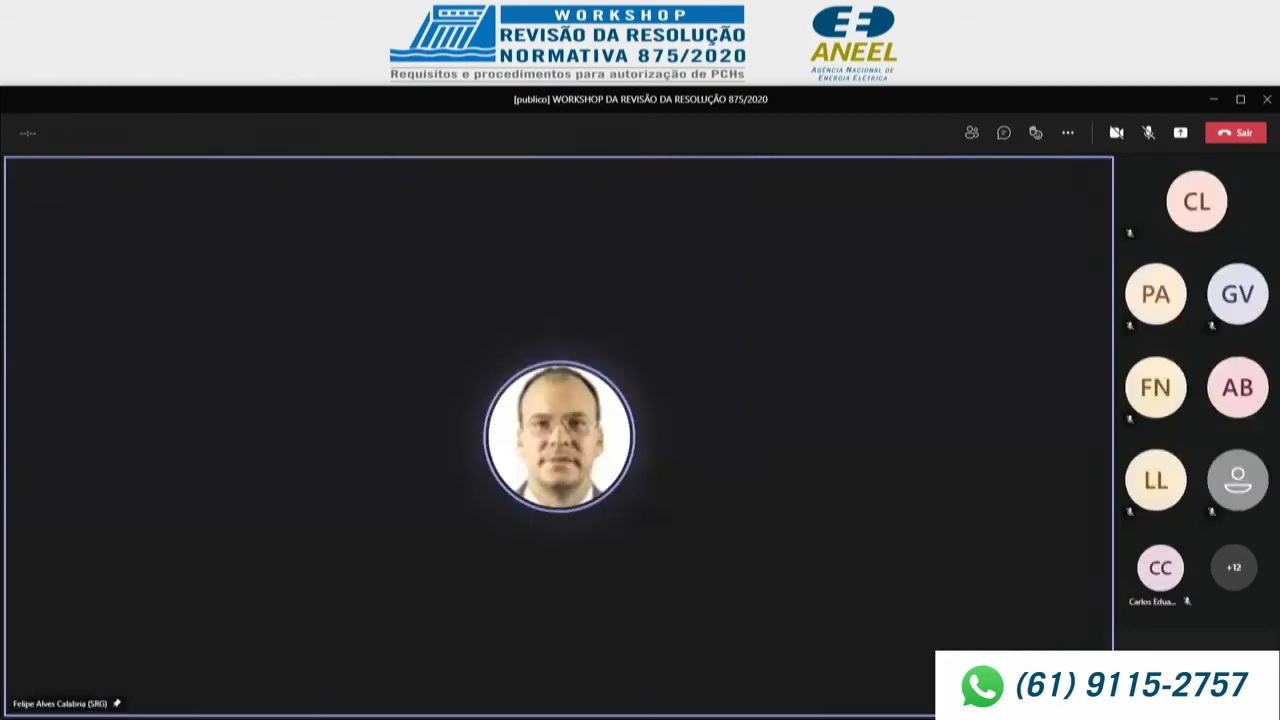 WORKSHOP
REVISÃO DA RESOLUÇÃO
NORMATIVA 875/2020
Requisitos e procedimentos para autorização de PCHs
ANEEL
AGÊNCIA NACIONAL DE
ENERGIA ELÉTRICA
[publico] WORKSHOP DA REVISÃO DA RESOLUÇÃO 875/2020
--:--
Sair
CL
PA
GV
FN
AB
LL
CC
+12
Carlos Edua...
Felipe Alves Calabria (SRG)
(61) 9115-2757